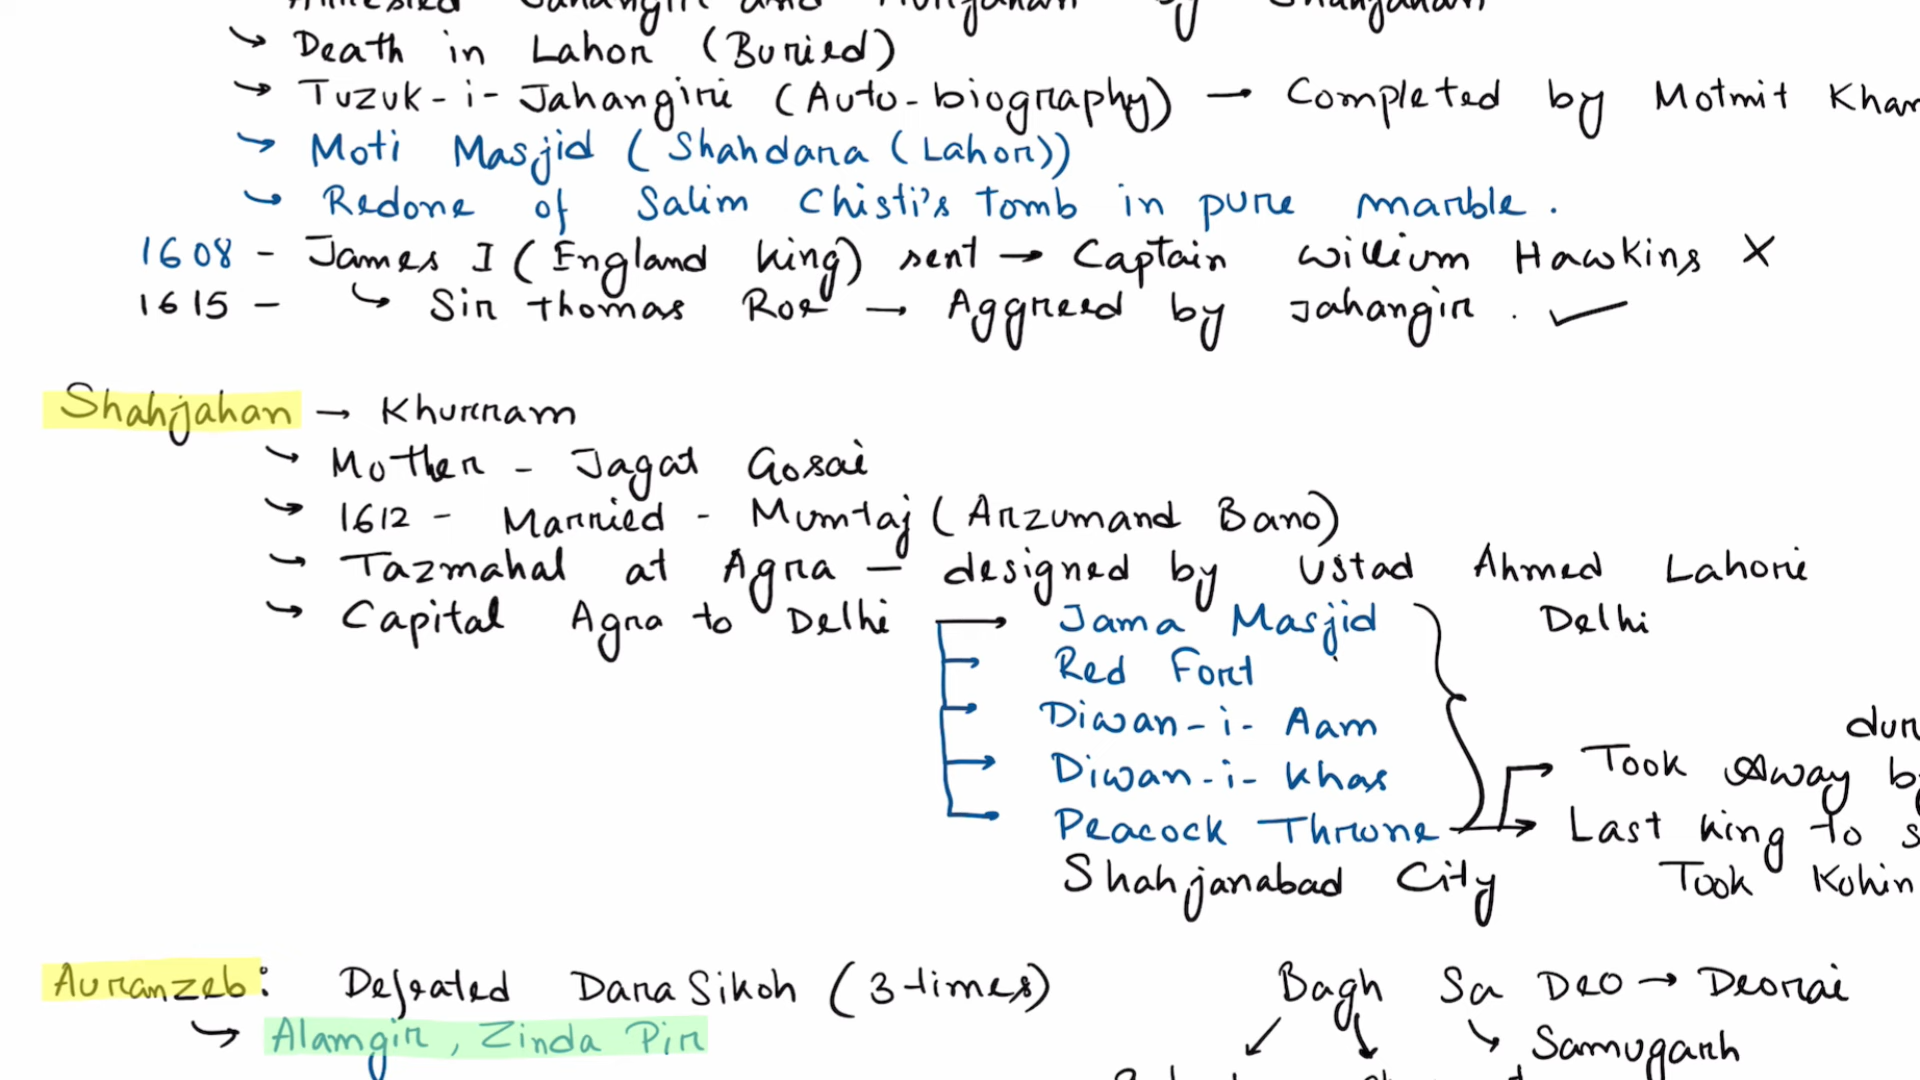 Death in Lahor (Buried)
Tuzuk-i-Jahangiri (Auto-biography) → Completed by Motmit Khan
Moti Masjid (Shahdara (Lahor))
Redone of Salim Chisti's Tomb in pure marble.
1608 - James I (England king) sent → Captain William Hawkins X
1615 - Sir Thomas Roe → Aggreed by Jahangir. ✓
Shahjahan → Khurram
Mother - Jagat Gosai
1612 - Married - Mumtaj (Arzumand Bano)
Tazmahal at Agra - designed by Ustad Ahmed Lahori
Capital Agra to Delhi → Jama Masjid Delhi
Red Fort
Diwan-i-Aam
Diwan-i-Khas
Took Away
Peacock Throne → Last king to
Shahjanabad City Took Kohin
Auranzeb: Defeated Dara Sikoh (3-times) Bagh Sa Deo → Deorai
Alamgir, Zinda Pir Samugarh